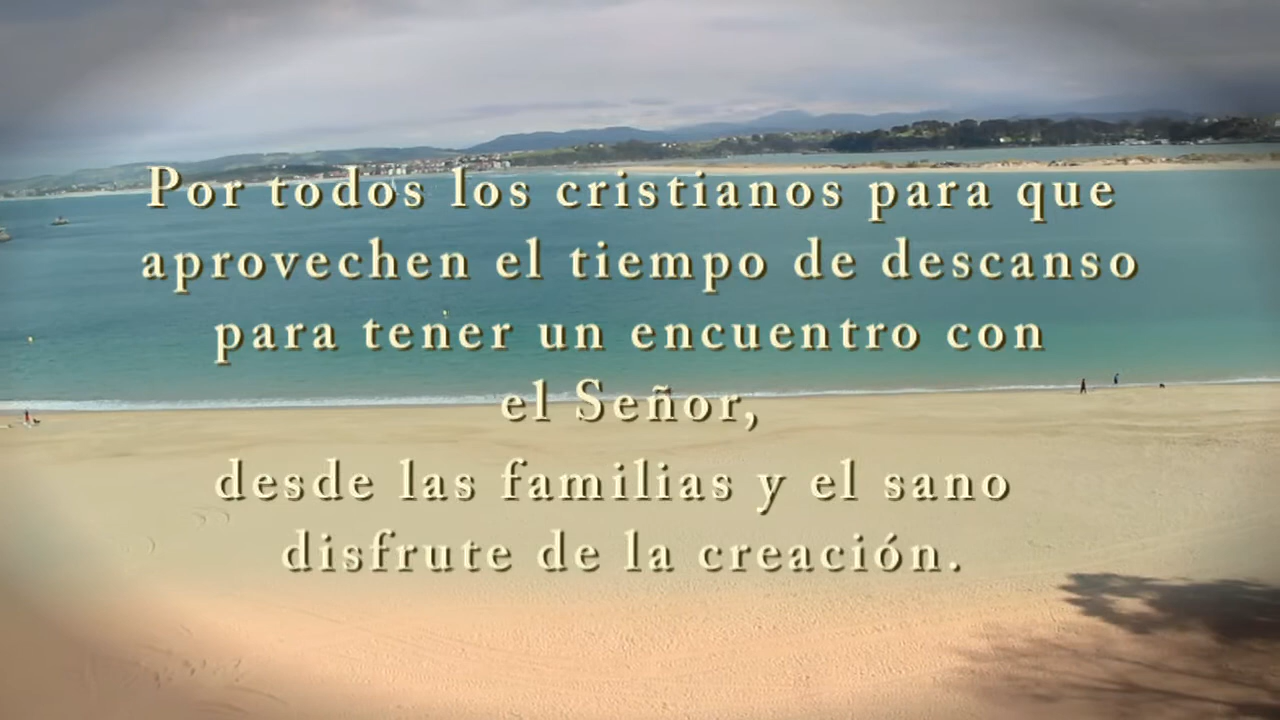 Por todos los cristianos para que
aprovechen el tiempo de descanso
para tener un encuentro con
el Señor,
desde las familias y el sano
disfrute de la creación.